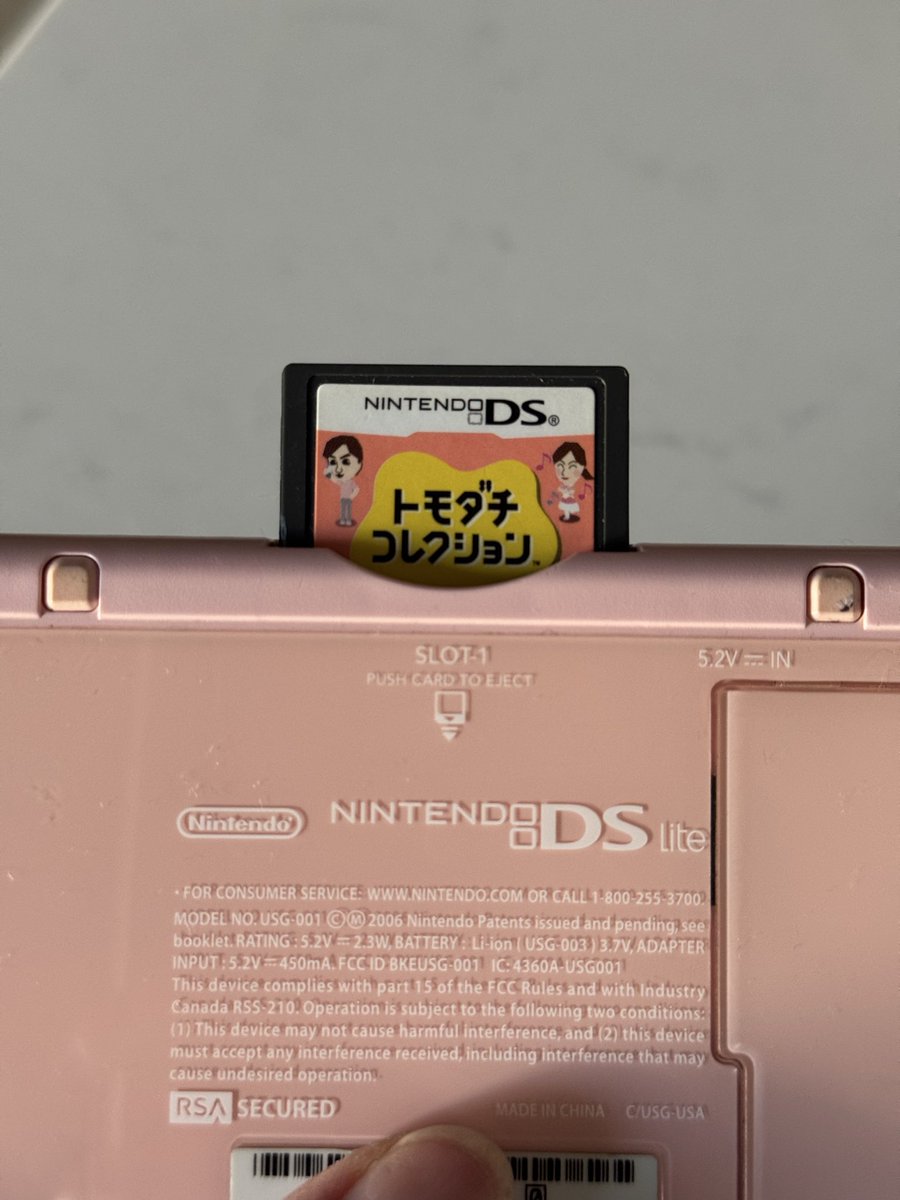 NINTENDO DS®
トモダチ
コレクション™
SLOT-1
5.2V ⎓ IN
PUSH CARD TO EJECT
Nintendo®
NINTENDO DS lite
・FOR CONSUMER SERVICE: WWW.NINTENDO.COM OR CALL 1-800-255-3700.
MODEL NO. USG-001 ©Ⓜ 2006 Nintendo Patents issued and pending, see
booklet. RATING : 5.2V ⎓ 2.3W, BATTERY : Li-ion ( USG-003 ) 3.7V, ADAPTER
INPUT : 5.2V ⎓ 450mA. FCC ID BKEUSG-001 IC: 4360A-USG001
This device complies with part 15 of the FCC Rules and with Industry
Canada RSS-210. Operation is subject to the following two conditions:
(1) This device may not cause harmful interference, and (2) this device
must accept any interference received, including interference that may
cause undesired operation.
RSA SECURED
MADE IN CHINA C/USG-USA